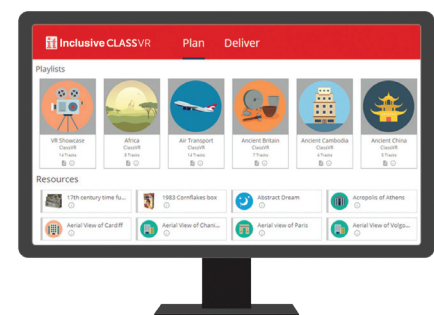 Inclusive CLASSVR Plan Deliver
Playlists
VR Showcase Africa Air Transport Ancient Britain Ancient Cambodia Ancient China
ClassVR ClassVR ClassVR ClassVR ClassVR ClassVR
Resources
17th century time fu... 1983 Cornflakes box Abstract Dream Acropolis of Athens
Aerial View of Cardiff Aerial View of Chani... Aerial view of Paris Aerial View of Volgo...